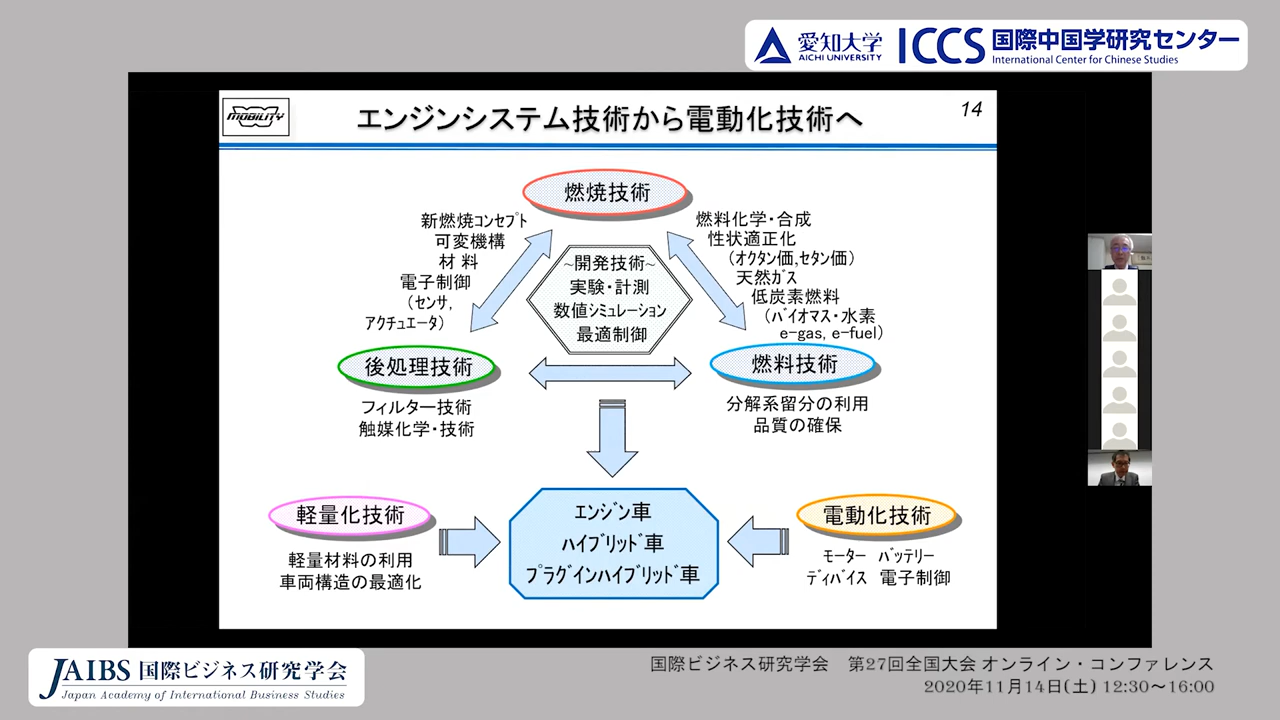 愛知大学
AICHI UNIVERSITY
ICCS 国際中国学研究センター
International Center for Chinese Studies
MOBILITY
エンジンシステム技術から電動化技術へ
14
燃焼技術
新燃焼ｺﾝｾﾌﾟﾄ
可変機構
材 料
電子制御
(ｾﾝｻ,
ｱｸﾁｭｴｰﾀ)
~開発技術~
実験・計測
数値ｼﾐｭﾚｰｼｮﾝ
最適制御
燃料化学・合成
性状適正化
(ｵｸﾀﾝ価,ｾﾀﾝ価)
天然ｶﾞｽ
低炭素燃料
(ﾊﾞｲｵﾏｽ・水素
e-gas, e-fuel)
後処理技術
フィルター技術
触媒化学・技術
燃料技術
分解系留分の利用
品質の確保
軽量化技術
軽量材料の利用
車両構造の最適化
ｴﾝｼﾞﾝ車
ﾊｲﾌﾞﾘｯﾄﾞ車
ﾌﾟﾗｸﾞｲﾝﾊｲﾌﾞﾘｯﾄﾞ車
電動化技術
ﾓｰﾀｰ ﾊﾞｯﾃﾘｰ
ﾃﾞｨﾊﾞｲｽ 電子制御
JAIBS 国際ビジネス研究学会
Japan Academy of International Business Studies
国際ビジネス研究学会 第27回全国大会 オンライン・コンファレンス
2020年11月14日(土) 12:30～16:00